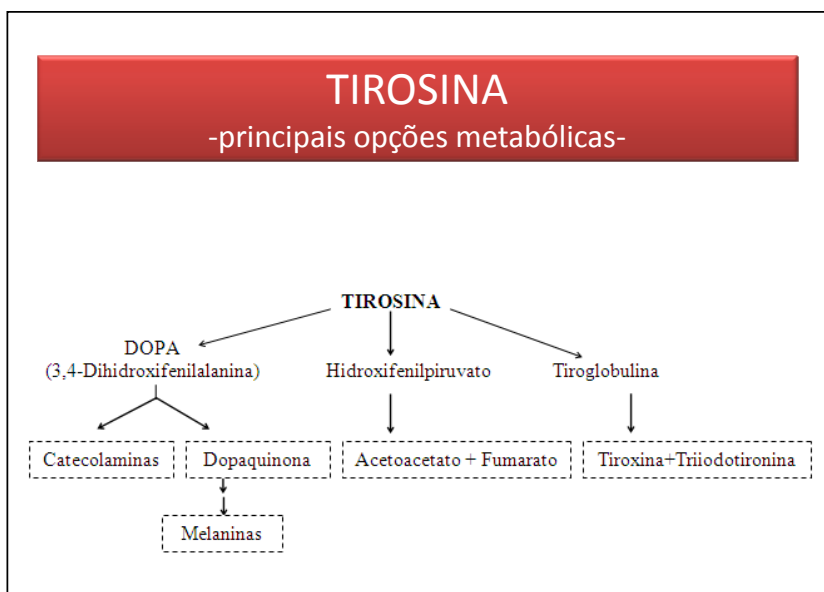 TIROSINA
-principais opções metabólicas-
TIROSINA
DOPA
(3,4-Dihidroxifenilalanina)
Hidroxifenilpiruvato
Tiroglobulina
Catecolaminas
Dopaquinona
Acetoacetato + Fumarato
Tiroxina+Triiodotironina
Melaninas